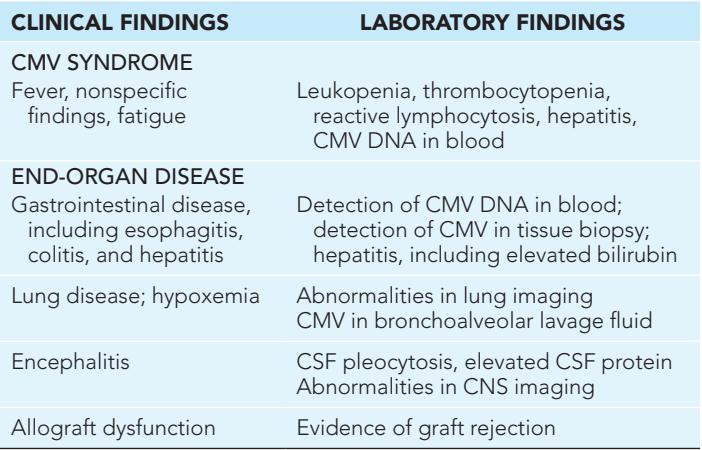 CLINICAL FINDINGS LABORATORY FINDINGS
CMV SYNDROME
Fever, nonspecific
findings, fatigue
Leukopenia, thrombocytopenia,
reactive lymphocytosis, hepatitis,
CMV DNA in blood
END-ORGAN DISEASE
Gastrointestinal disease,
including esophagitis,
colitis, and hepatitis
Detection of CMV DNA in blood;
detection of CMV in tissue biopsy;
hepatitis, including elevated bilirubin
Lung disease; hypoxemia
Abnormalities in lung imaging
CMV in bronchoalveolar lavage fluid
Encephalitis
CSF pleocytosis, elevated CSF protein
Abnormalities in CNS imaging
Allograft dysfunction
Evidence of graft rejection